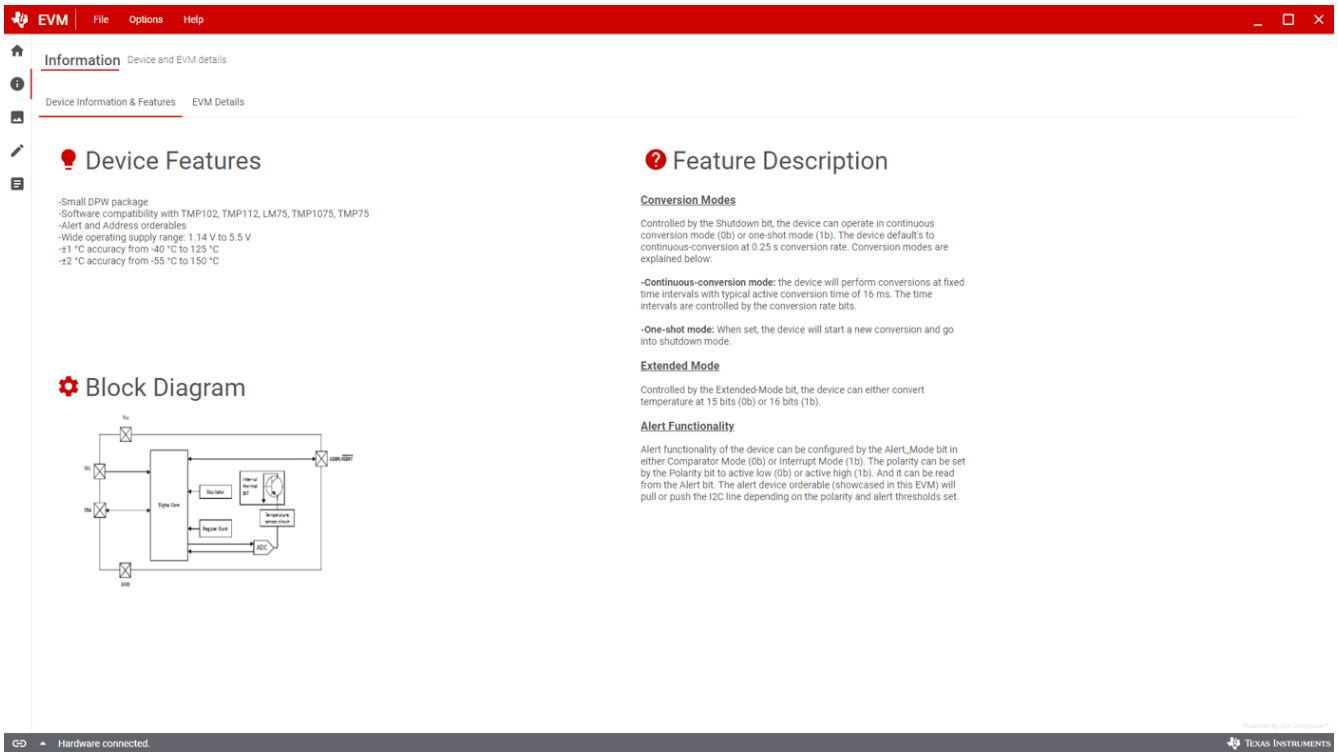 EVM File Options Help
Information Device and EVM details
Device Information & Features EVM Details
Device Features
-Small DPW package
-Software compatibility with TMP102, TMP112, LM75, TMP1075, TMP75
-Alert and Address orderables
-Wide operating supply range: 1.14 V to 5.5 V
-±1 °C accuracy from -40 °C to 125 °C
-±2 °C accuracy from -55 °C to 150 °C
Block Diagram
SCL
ADDR/ALERT
SDA
Digital Core
Oscillator
Internal
thermal
BJT
Temperature
sensor circuit
Register Bank
ADC
GND
Feature Description
Conversion Modes
Controlled by the Shutdown bit, the device can operate in continuous
conversion mode (0b) or one-shot mode (1b). The device default's to
continuous-conversion at 0.25 s conversion rate. Conversion modes are
explained below:
-Continuous-conversion mode: the device will perform conversions at fixed
time intervals with typical active conversion time of 16 ms. The time
intervals are controlled by the conversion rate bits.
-One-shot mode: When set, the device will start a new conversion and go
into shutdown mode.
Extended Mode
Controlled by the Extended-Mode bit, the device can either convert
temperature at 15 bits (0b) or 16 bits (1b).
Alert Functionality
Alert functionality of the device can be configured by the Alert_Mode bit in
either Comparator Mode (0b) or Interrupt Mode (1b). The polarity can be set
by the Polarity bit to active low (0b) or active high (1b). And it can be read
from the Alert bit. The alert device orderable (showcased in this EVM) will
pull or push the I2C line depending on the polarity and alert thresholds set.
Powered By GUI Composer™
Hardware connected.
TEXAS INSTRUMENTS